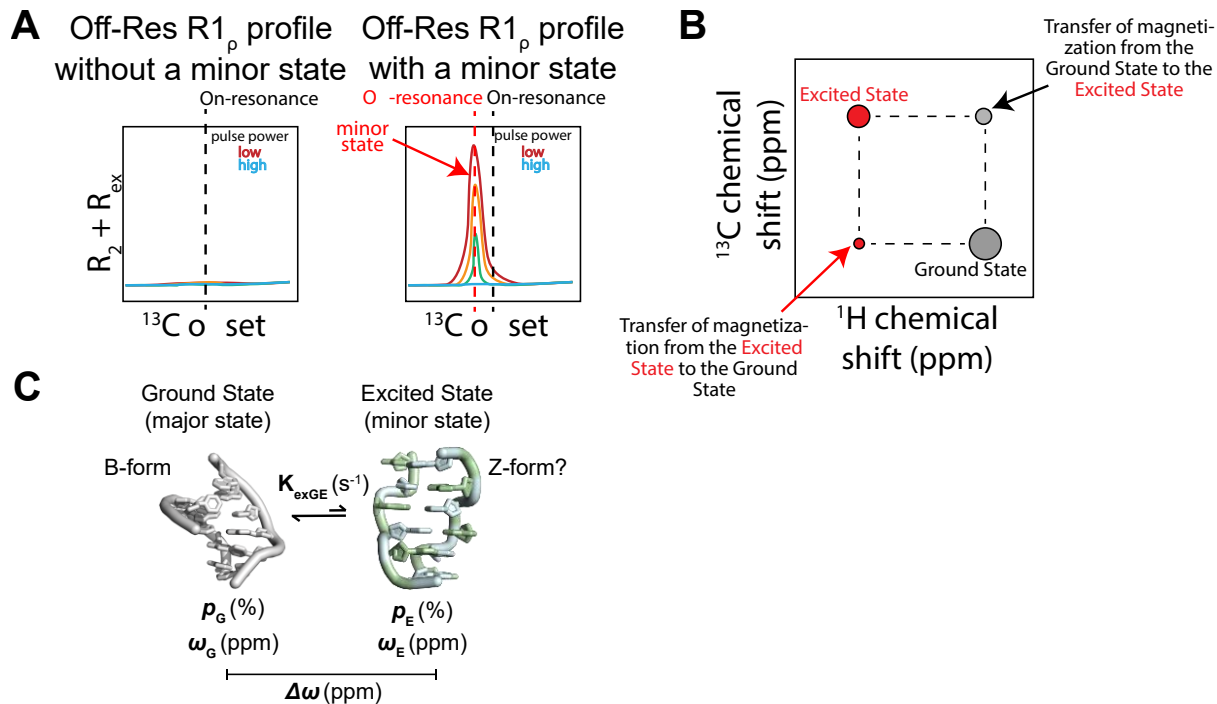 A
Off-Res R1ρ profile
without a minor state
On-resonance
pulse power
low
high
R2 + Rex
13C o set
Off-Res R1ρ profile
with a minor state
O -resonance
On-resonance
minor
state
pulse power
low
high
13C o set
B
Transfer of magneti-
zation from the
Ground State to the
Excited State
Excited State
13C chemical
shift (ppm)
Ground State
1H chemical
shift (ppm)
Transfer of magnetiza-
tion from the Excited
State to the Ground
State
C
Ground State
(major state)
Excited State
(minor state)
B-form
KexGE (s-1)
Z-form?
pG (%)
ωG (ppm)
pE (%)
ωE (ppm)
Δω (ppm)